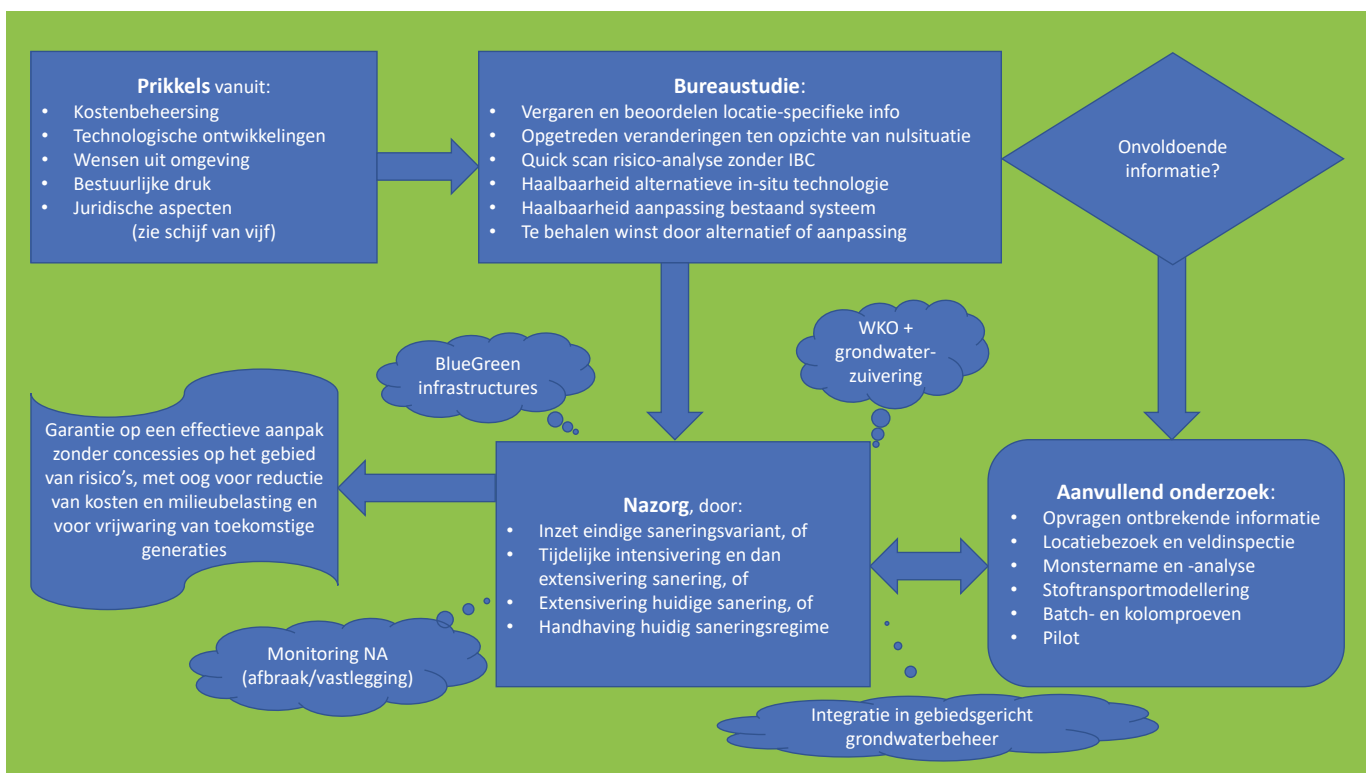 Prikkels vanuit:
• Kostenbeheersing
• Technologische ontwikkelingen
• Wensen uit omgeving
• Bestuurlijke druk
• Juridische aspecten
(zie schijf van vijf)
Bureaustudie:
• Vergaren en beoordelen locatie-specifieke info
• Opgetreden veranderingen ten opzichte van nulsituatie
• Quick scan risico-analyse zonder IBC
• Haalbaarheid alternatieve in-situ technologie
• Haalbaarheid aanpassing bestaand systeem
• Te behalen winst door alternatief of aanpassing
Onvoldoende
informatie?
BlueGreen
infrastructures
WKO +
grondwater-
zuivering
Garantie op een effectieve aanpak
zonder concessies op het gebied
van risico’s, met oog voor reductie
van kosten en milieubelasting en
voor vrijwaring van toekomstige
generaties
Nazorg, door:
• Inzet eindige saneringsvariant, of
• Tijdelijke intensivering en dan
extensivering sanering, of
• Extensivering huidige sanering, of
• Handhaving huidig saneringsregime
Aanvullend onderzoek:
• Opvragen ontbrekende informatie
• Locatiebezoek en veldinspectie
• Monstername en -analyse
• Stoftransportmodellering
• Batch- en kolomproeven
• Pilot
Monitoring NA
(afbraak/vastlegging)
Integratie in gebiedsgericht
grondwaterbeheer